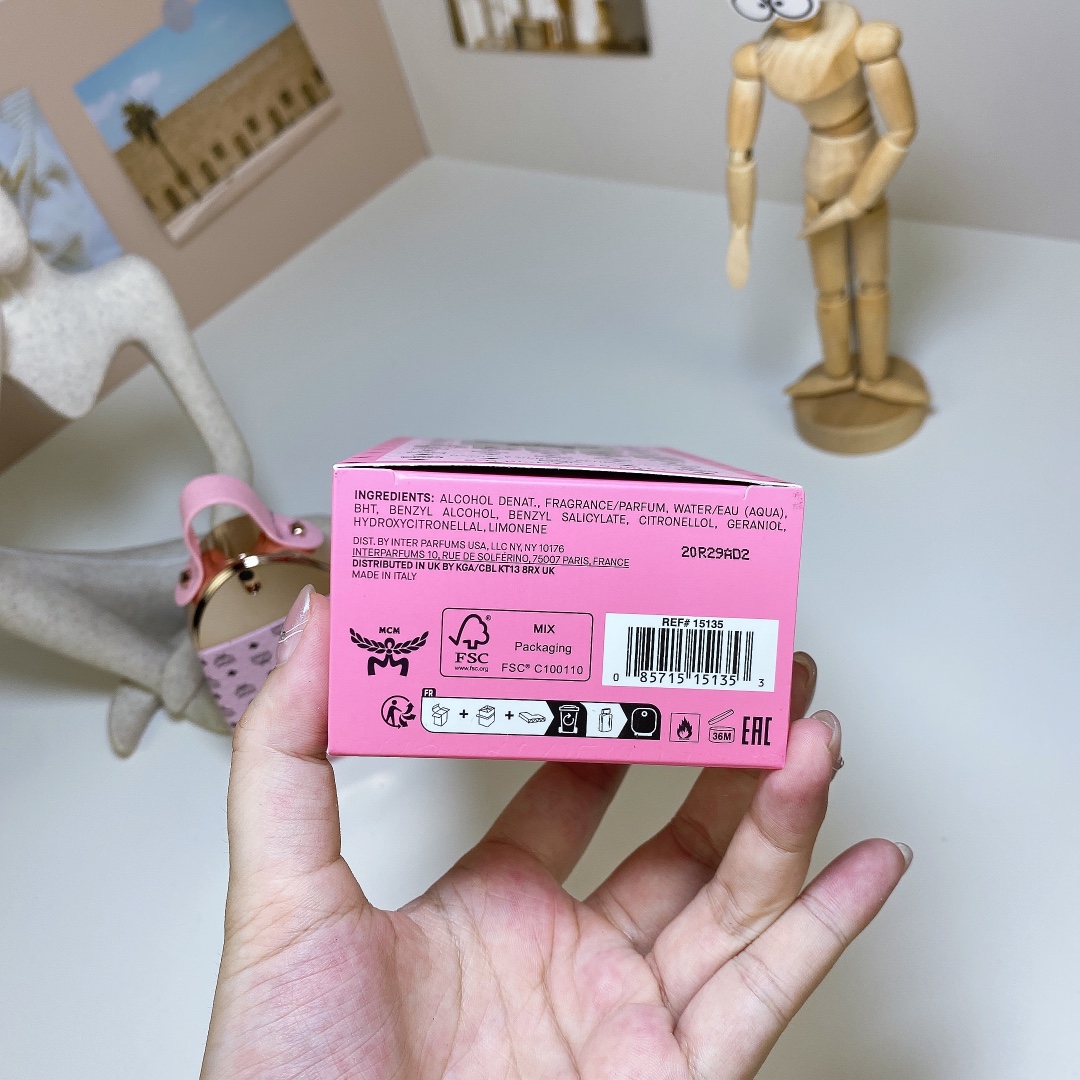 INGREDIENTS: ALCOHOL DENAT., FRAGRANCE/PARFUM, WATER/EAU (AQUA),
BHT, BENZYL ALCOHOL, BENZYL SALICYLATE, CITRONELLOL, GERANIOL,
HYDROXYCITRONELLAL, LIMONENE
DIST. BY INTER PARFUMS USA, LLC NY, NY 10176
INTERPARFUMS 10, RUE DE SOLFÉRINO, 75007 PARIS, FRANCE
DISTRIBUTED IN UK BY KGA/CBL KT13 8RX UK
MADE IN ITALY
20R29AD2
MCM
FSC
www.fsc.org
MIX
Packaging
FSC® C100110
REF# 15135
0 85715 15135 3
FR
36M
EAC